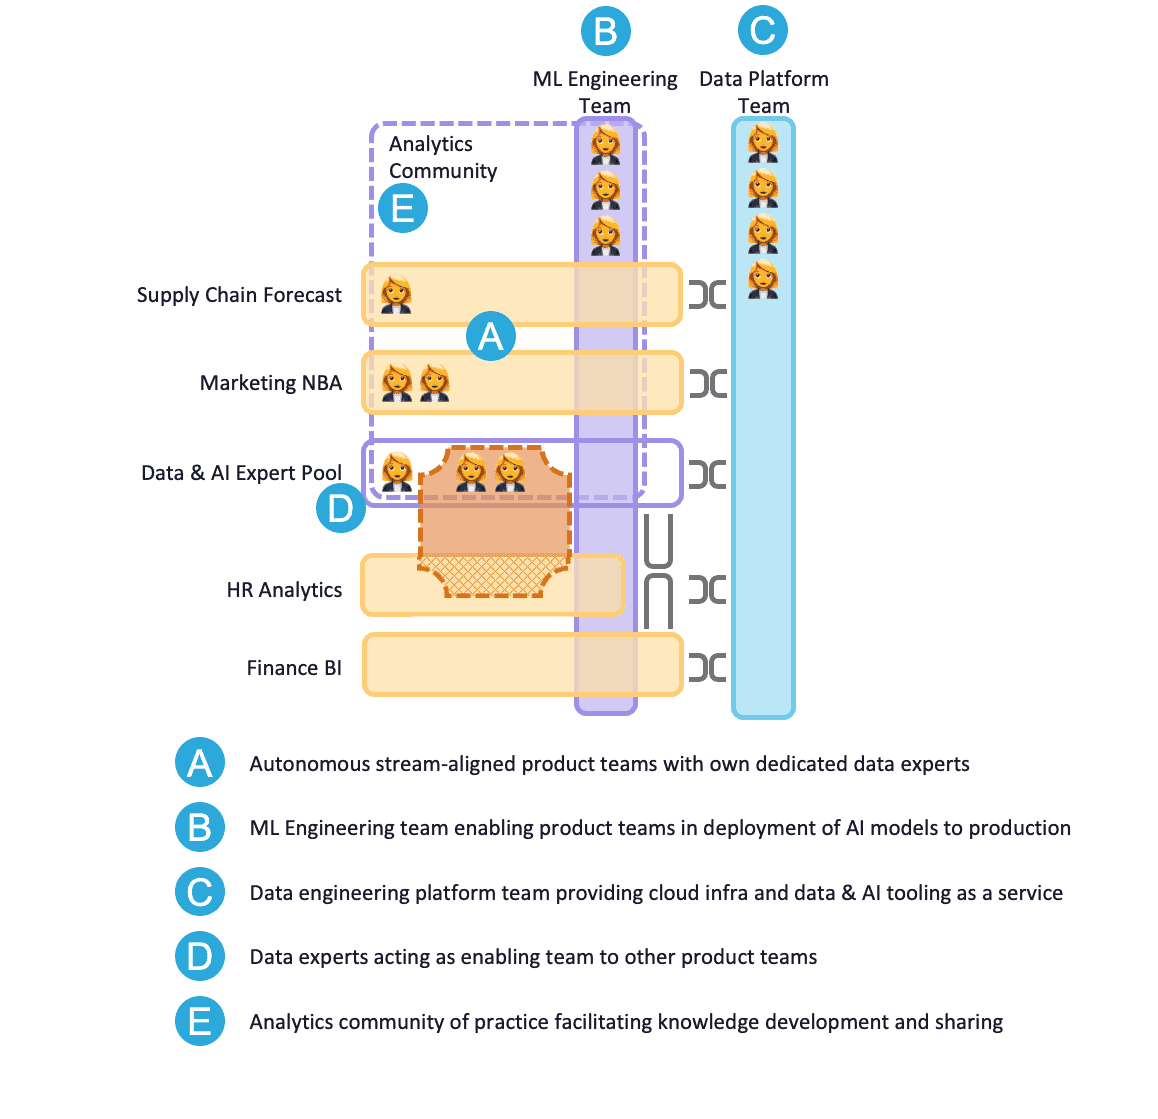 B
C
ML Engineering
Team
Data Platform
Team
Analytics
Community
E
Supply Chain Forecast
A
Marketing NBA
Data & AI Expert Pool
D
HR Analytics
Finance BI
A Autonomous stream-aligned product teams with own dedicated data experts
B ML Engineering team enabling product teams in deployment of AI models to production
C Data engineering platform team providing cloud infra and data & AI tooling as a service
D Data experts acting as enabling team to other product teams
E Analytics community of practice facilitating knowledge development and sharing